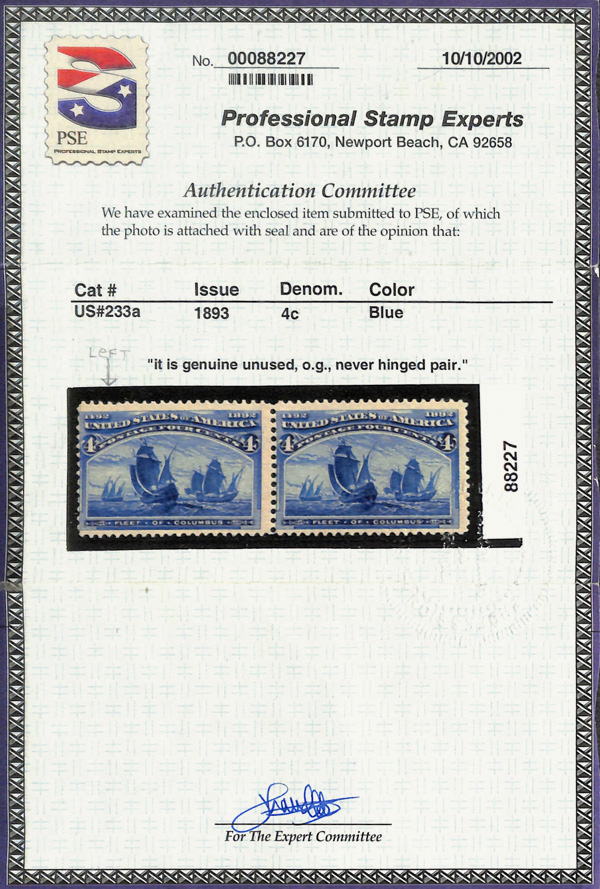 No. 00088227
10/10/2002
PSE
PROFESSIONAL STAMP EXPERTS
Professional Stamp Experts
P.O. Box 6170, Newport Beach, CA 92658
Authentication Committee
We have examined the enclosed item submitted to PSE, of which
the photo is attached with seal and are of the opinion that:
Cat # Issue Denom. Color
US#233a 1893 4c Blue
LEFT
"it is genuine unused, o.g., never hinged pair."
1492 1892 1492 1892
UNITED STATES OF AMERICA UNITED STATES OF AMERICA
4 POSTAGE FOUR CENTS 4 4 POSTAGE FOUR CENTS 4
FLEET · OF · COLUMBUS FLEET · OF · COLUMBUS
88227
For The Expert Committee